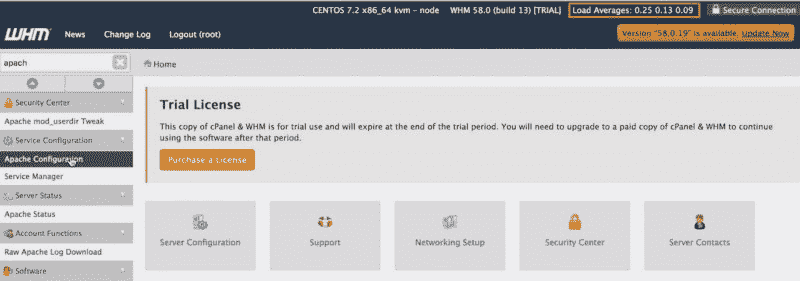 CENTOS 7.2 x86_64 kvm – node WHM 58.0 (build 13) [TRIAL] Load Averages: 0.25 0.13 0.09 Secure Connection
WHM News Change Log Logout (root) Version "58.0.19" is available. Update Now
apach
Home
Security Center
Apache mod_userdir Tweak
Service Configuration
Apache Configuration
Service Manager
Server Status
Apache Status
Account Functions
Raw Apache Log Download
Software
Trial License
This copy of cPanel & WHM is for trial use and will expire at the end of the trial period. You will need to upgrade to a paid copy of cPanel & WHM to continue
using the software after that period.
Purchase a License
Server Configuration Support Networking Setup Security Center Server Contacts